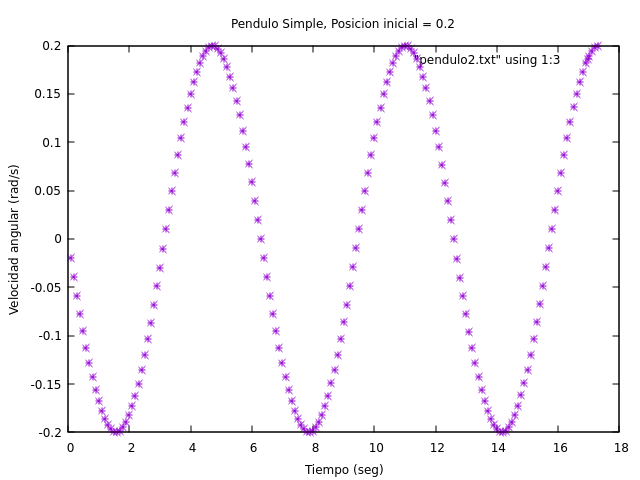 Pendulo Simple, Posicion inicial = 0.2
"pendulo2.txt" using 1:3
0.2
0.15
0.1
0.05
0
-0.05
-0.1
-0.15
-0.2
Velocidad angular (rad/s)
0 2 4 6 8 10 12 14 16 18
Tiempo (seg)